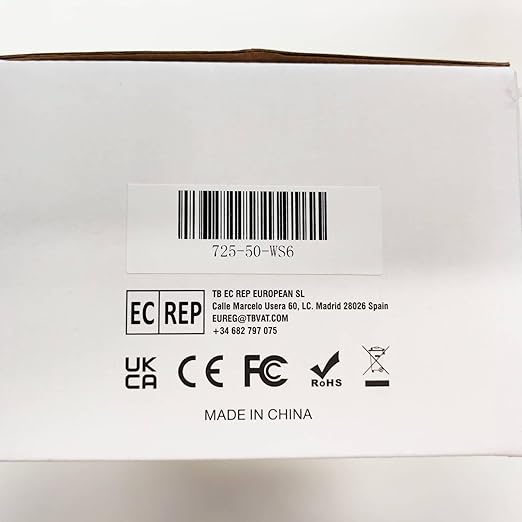 725-50-WS6
EC REP
TB EC REP EUROPEAN SL
Calle Marcelo Usera 60, LC. Madrid 28026 Spain
EUREG@TBVAT.COM
+34 682 797 075
UK
CA
CE FC RoHS
MADE IN CHINA